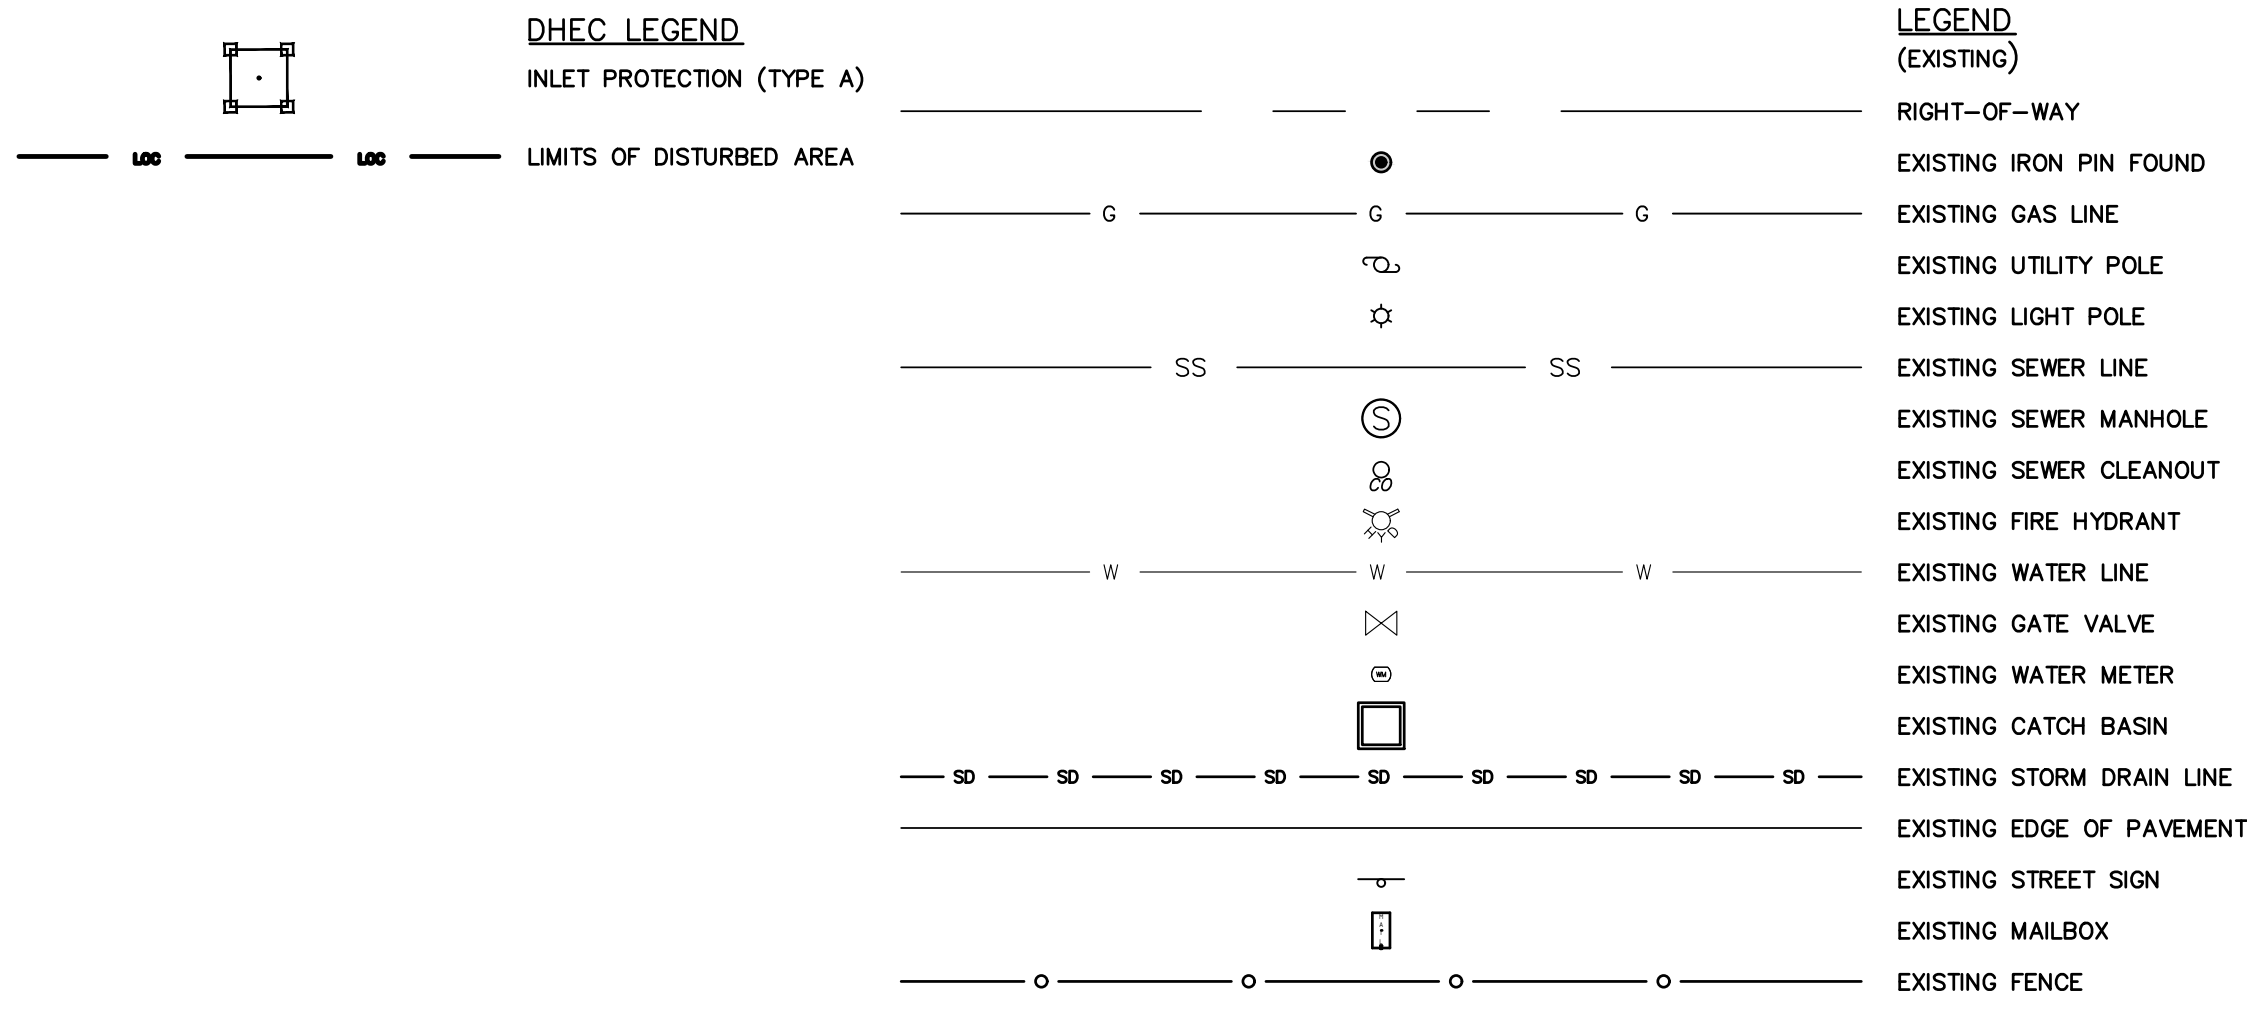 DHEC LEGEND
INLET PROTECTION (TYPE A)
LOC LOC LIMITS OF DISTURBED AREA
LEGEND
(EXISTING)
RIGHT-OF-WAY
EXISTING IRON PIN FOUND
G G G EXISTING GAS LINE
EXISTING UTILITY POLE
EXISTING LIGHT POLE
SS SS EXISTING SEWER LINE
S EXISTING SEWER MANHOLE
CO EXISTING SEWER CLEANOUT
HYD EXISTING FIRE HYDRANT
W W W EXISTING WATER LINE
EXISTING GATE VALVE
WM EXISTING WATER METER
EXISTING CATCH BASIN
SD SD SD SD SD SD SD SD SD EXISTING STORM DRAIN LINE
EXISTING EDGE OF PAVEMENT
EXISTING STREET SIGN
EXISTING MAILBOX
EXISTING FENCE